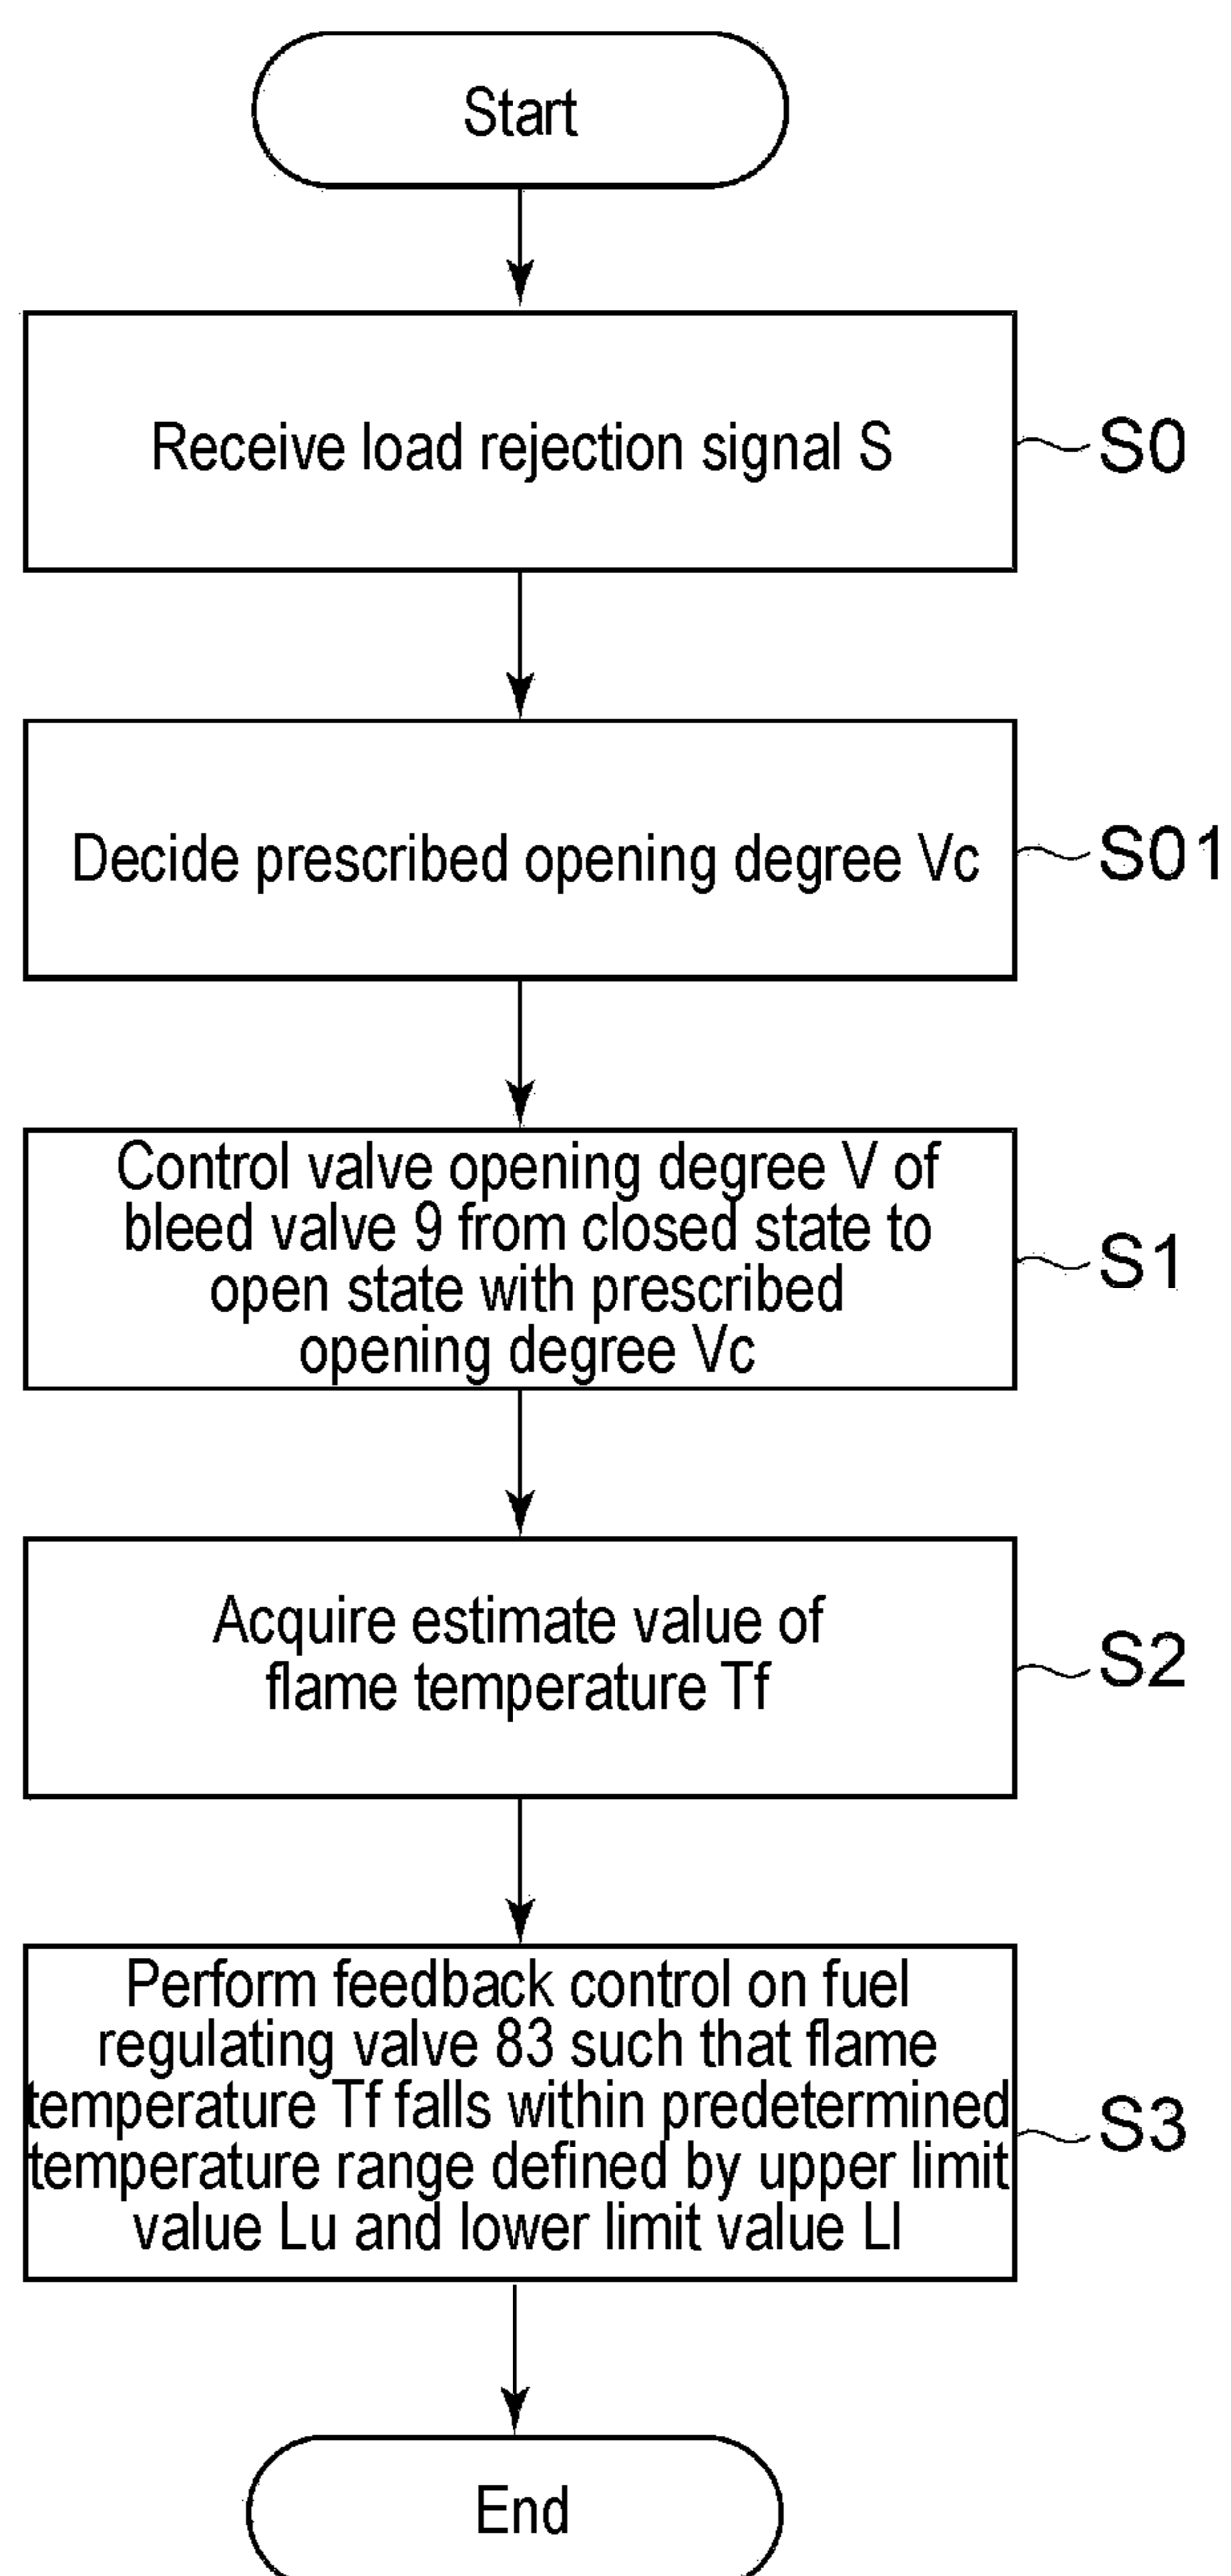 Start
Receive load rejection signal S
S0
Decide prescribed opening degree Vc
S01
Control valve opening degree V of
bleed valve 9 from closed state to
open state with prescribed
opening degree Vc
S1
Acquire estimate value of
flame temperature Tf
S2
Perform feedback control on fuel
regulating valve 83 such that flame
temperature Tf falls within predetermined
temperature range defined by upper limit
value Lu and lower limit value Ll
S3
End